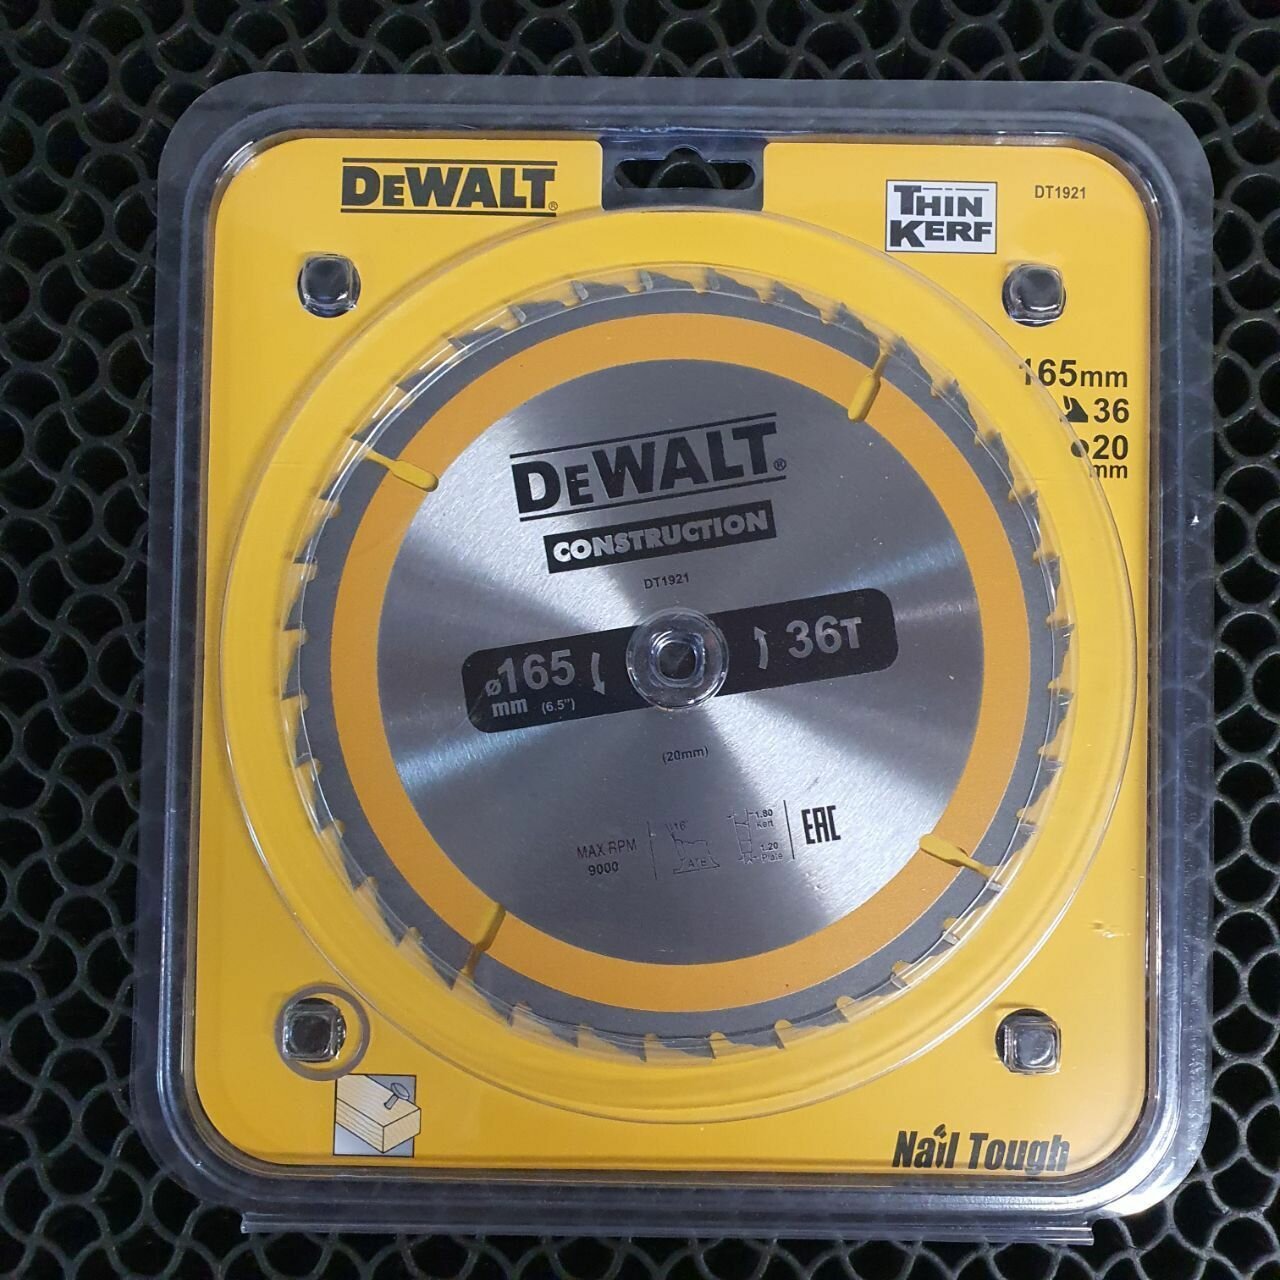 DEWALT®
THIN
KERF
DT1921
165mm
36
20
mm
DEWALT®
CONSTRUCTION
DT1921
ø165
mm (6.5")
36T
(20mm)
MAX RPM
9000
16°
ATB
1.80
Kerf
1.20
Plate
EAC
Nail Tough